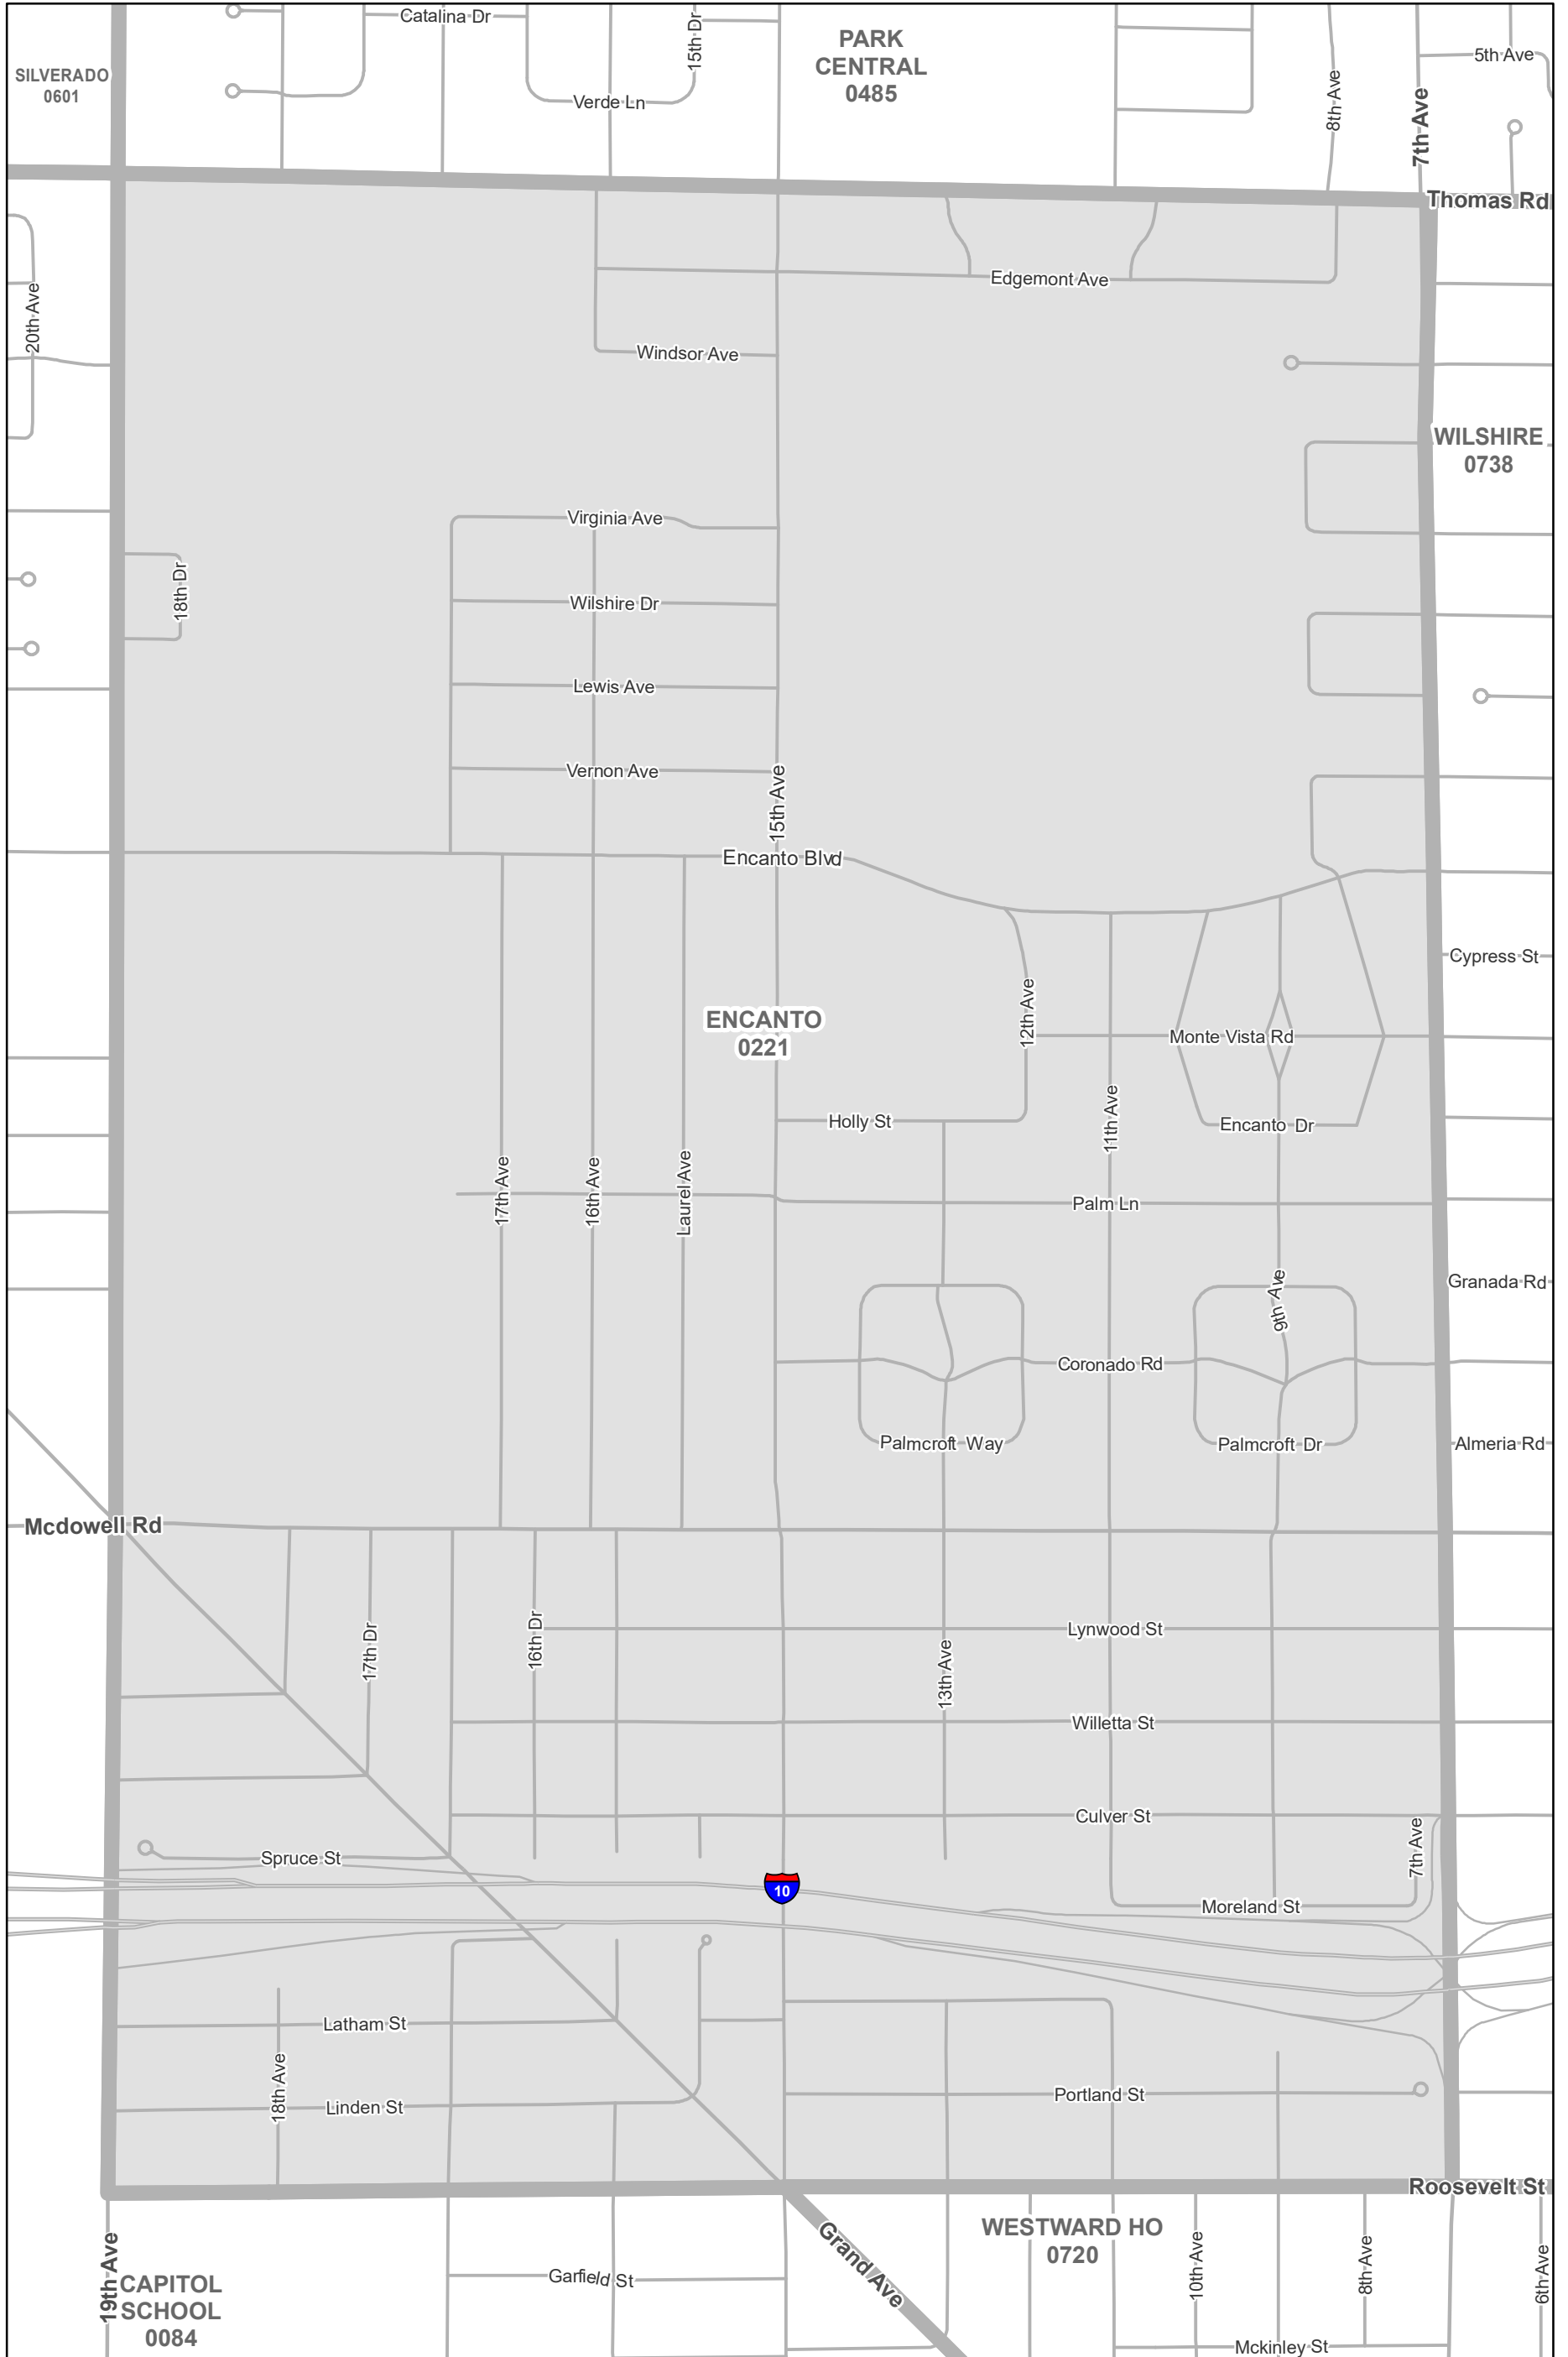 Catalina Dr
15th Dr
PARK
CENTRAL
0485
5th Ave
SILVERADO
0601
Verde Ln
8th Ave
7th Ave
Thomas Rd
20th Ave
Edgemont Ave
Windsor Ave
WILSHIRE
0738
Virginia Ave
18th Dr
Wilshire Dr
Lewis Ave
Vernon Ave
15th Ave
Encanto Blvd
Cypress St
ENCANTO
0221
12th Ave
Monte Vista Rd
Holly St
11th Ave
Encanto Dr
17th Ave
16th Ave
Laurel Ave
Palm Ln
Granada Rd
9th Ave
Coronado Rd
Palmcroft Way
Palmcroft Dr
Almeria Rd
Mcdowell Rd
17th Dr
16th Dr
Lynwood St
13th Ave
Willetta St
Culver St
7th Ave
Spruce St
10
Moreland St
Latham St
18th Ave
Linden St
Portland St
Roosevelt St
19th Ave
CAPITOL
SCHOOL
0084
Garfield St
Grand Ave
WESTWARD HO
0720
10th Ave
8th Ave
6th Ave
Mckinley St